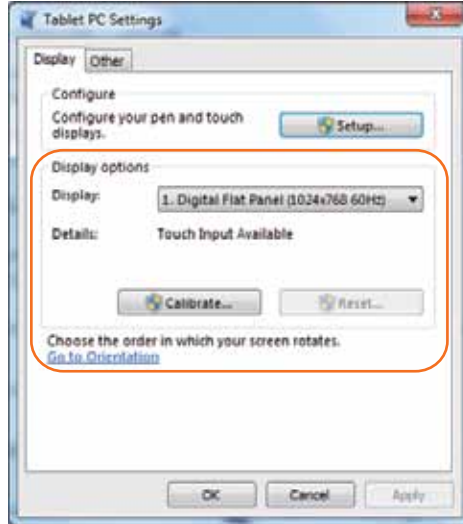 Tablet PC Settings
Display Other
Configure
Configure your pen and touch
displays.
Setup...
Display options
Display: 1. Digital Flat Panel (1024x768 60Hz)
Details: Touch Input Available
Calibrate... Reset...
Choose the order in which your screen rotates.
Go to Orientation
OK Cancel Apply